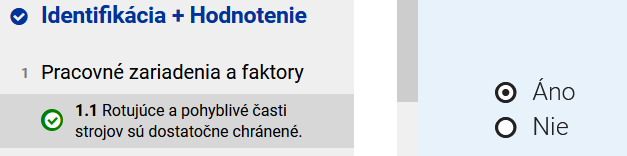 Identifikácia + Hodnotenie
1 Pracovné zariadenia a faktory
1.1 Rotujúce a pohyblivé časti
strojov sú dostatočne chránené.
Áno
Nie